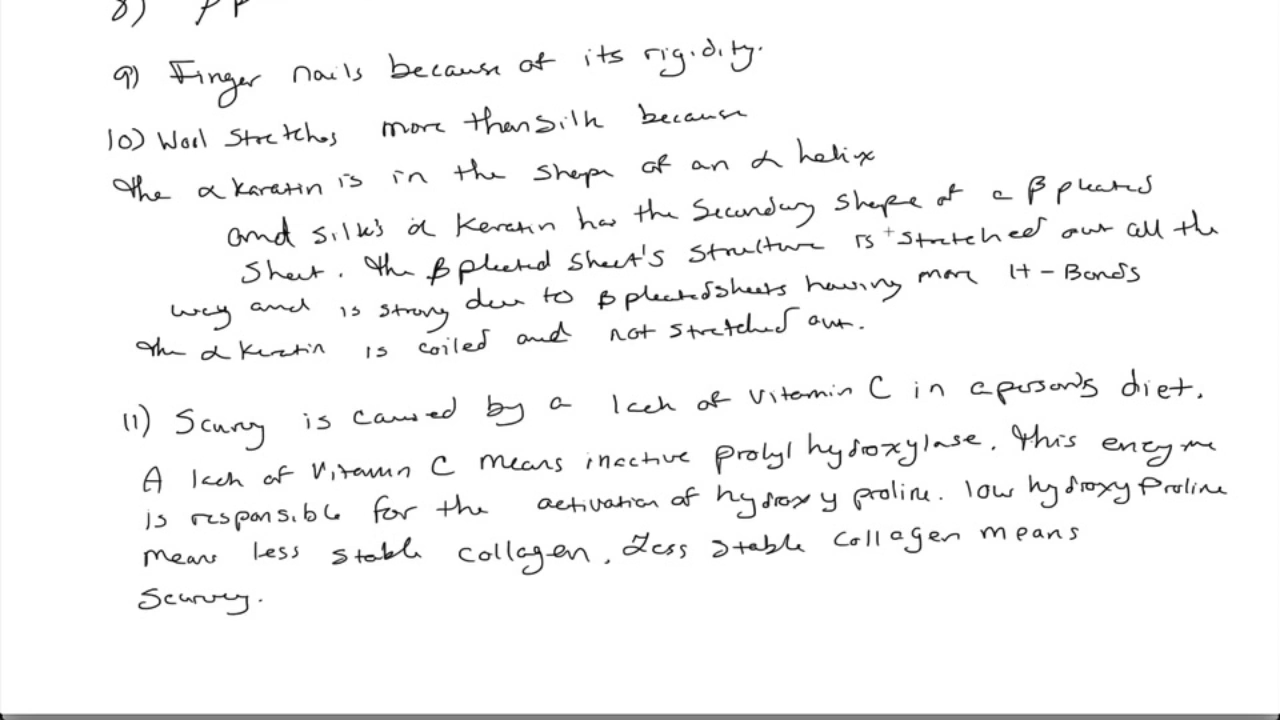 8)
9) Finger nails because of its rigidity.
10) Wool Stretches more than Silk because
the α karatin is in the shape of an α helix
and silk's α keratin has the Secondary shape of a β pleated
Sheet. the β pleated sheet's structure is stretched out all the
way and is strong due to β pleated sheets having more H-Bonds
the α keratin is coiled and not stretched out.
11) Scurvy is caused by a lack of vitamin C in a person's diet.
A lack of Vitamin C means inactive prolyl hydroxylase. This enzyme
is responsible for the activation of hydroxy proline. low hydroxy Proline
means less stable collagen. Less stable collagen means
Scurvey.